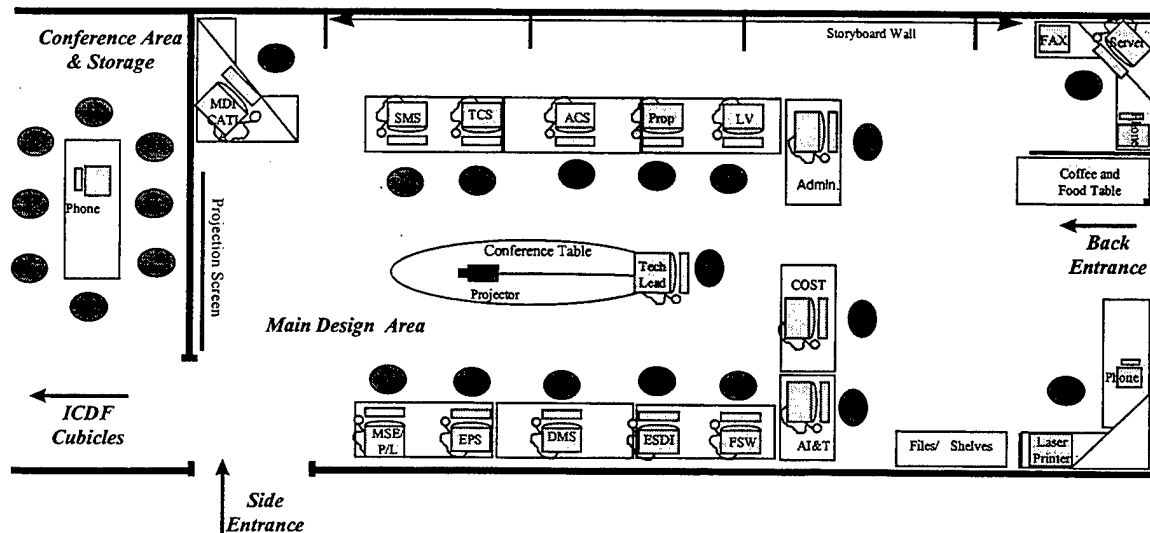 Conference Area
& Storage
Storyboard Wall
FAX
Server
MDI
CATI
SMS
TCS
ACS
Prop
LV
Admin.
Coffee and
Food Table
Phone
Projection Screen
Back
Entrance
Conference Table
Tech
Lead
Projector
COST
Main Design Area
Phone
ICDF
Cubicles
MSE/
P/L
EPS
DMS
ESDI
FSW
AI&T
Files/ Shelves
Laser
Printer
Side
Entrance